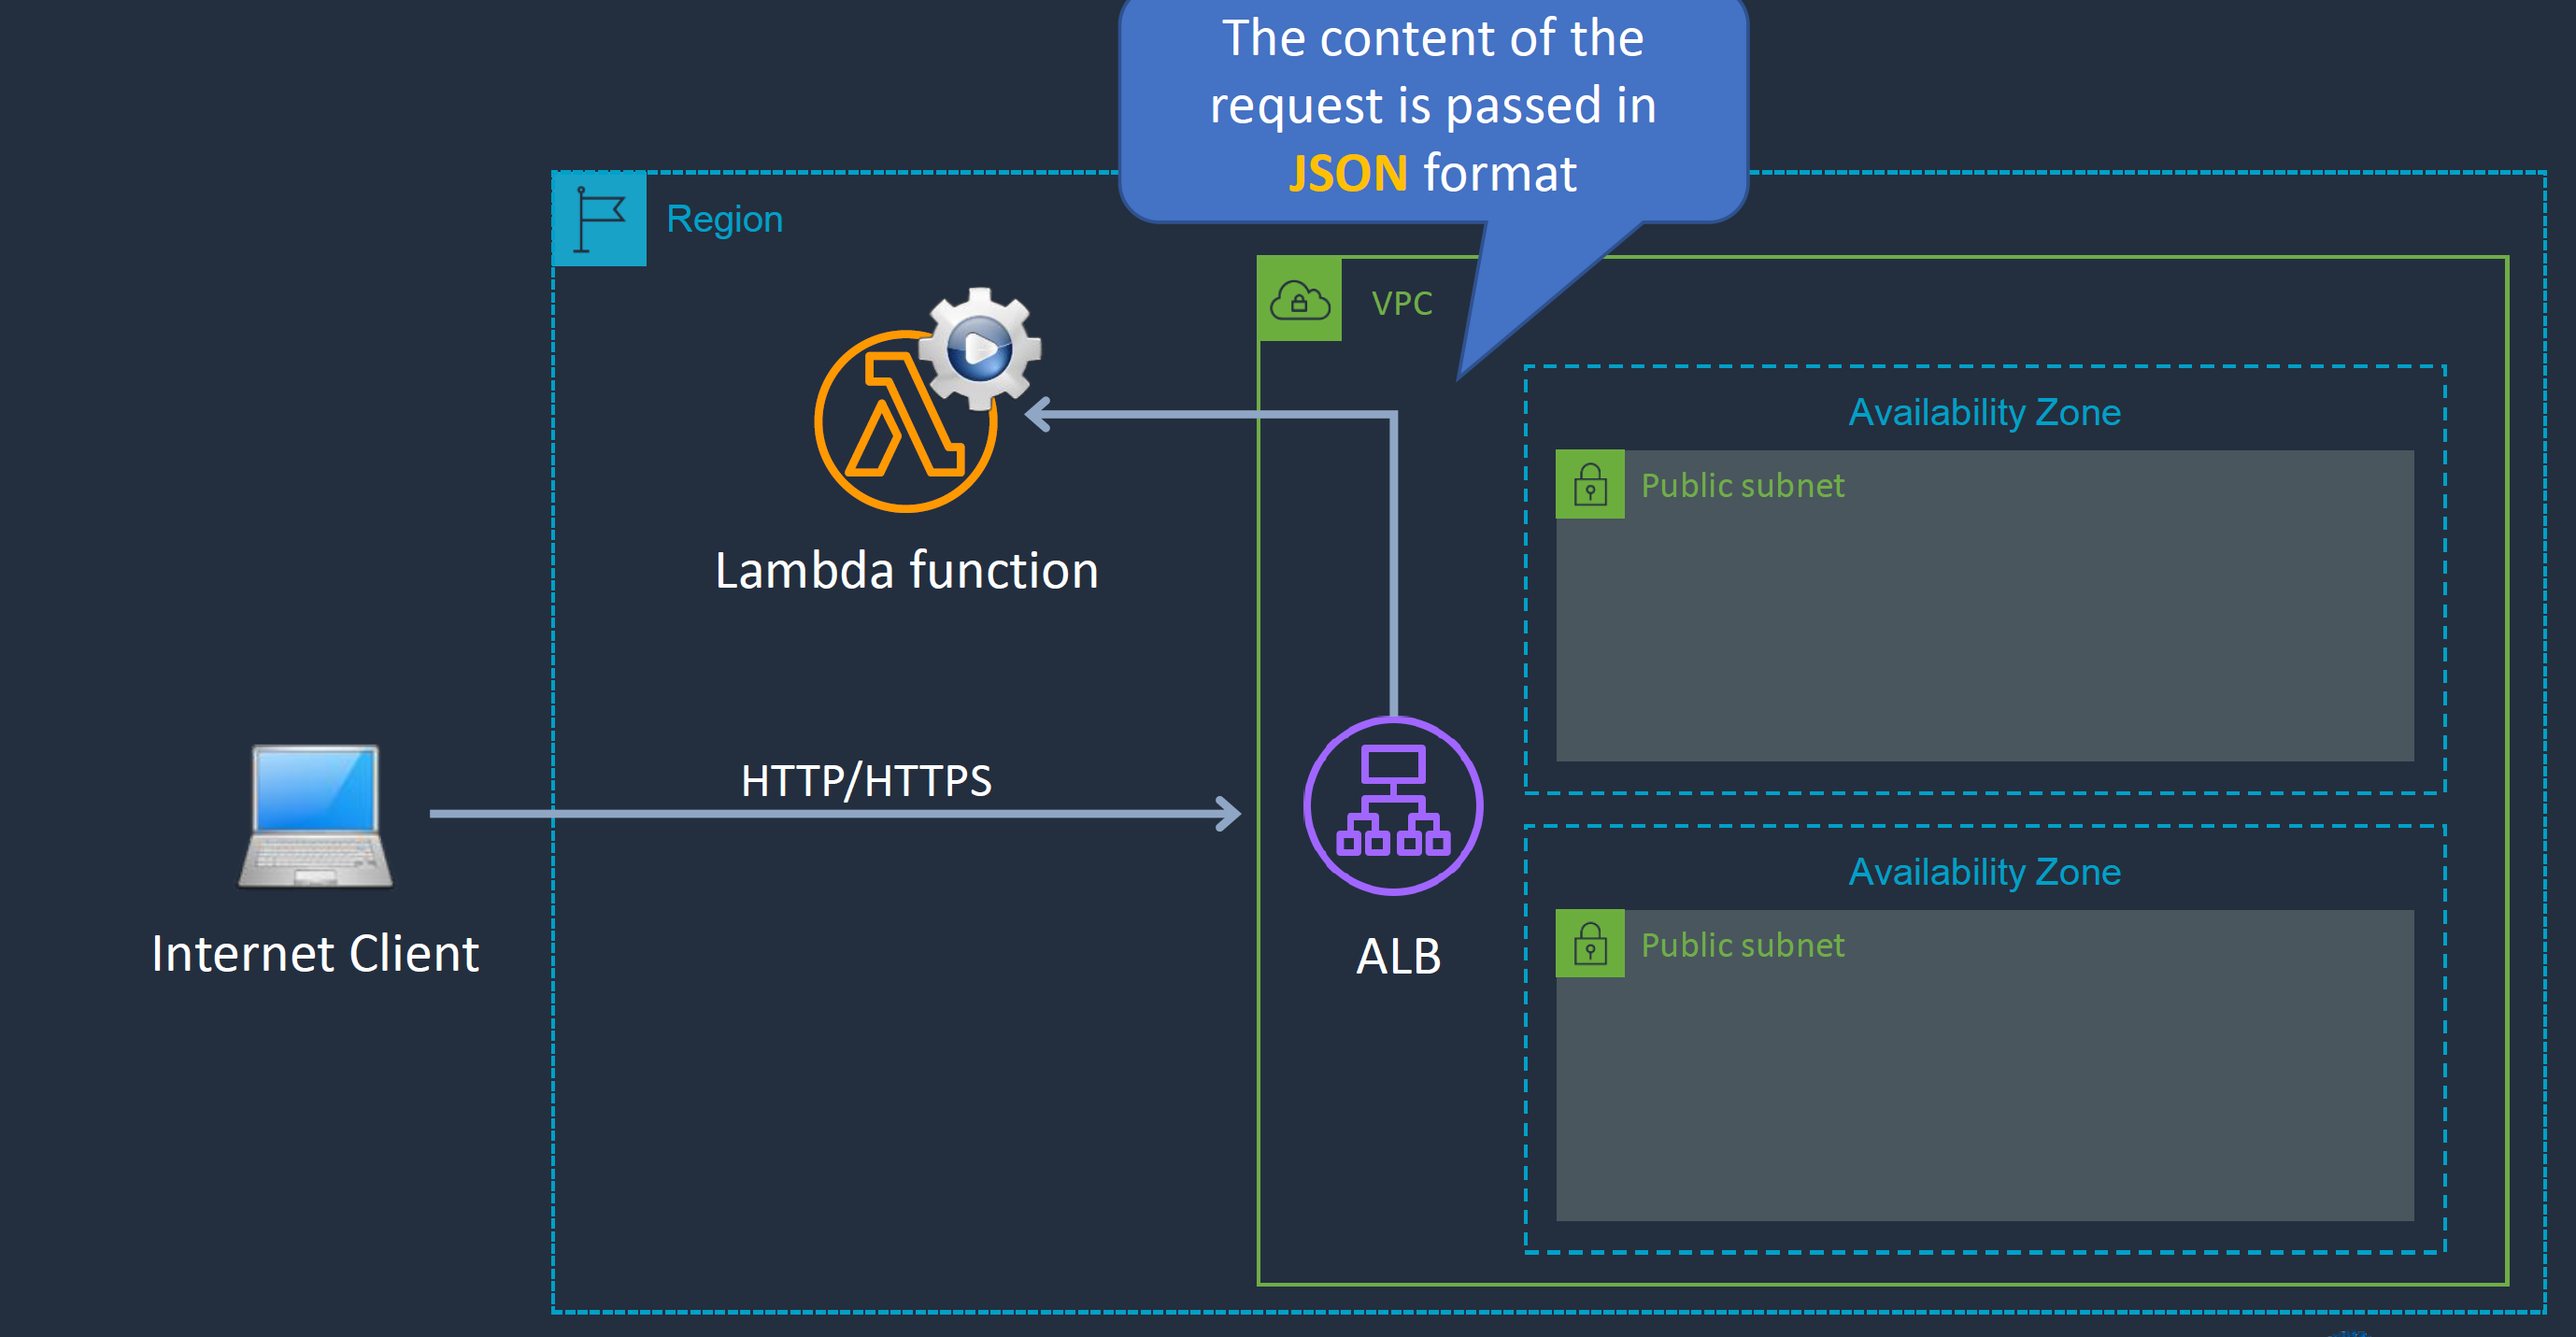 The content of the
request is passed in
JSON format
Region
VPC
Availability Zone
Public subnet
Lambda function
HTTP/HTTPS
Internet Client
ALB
Availability Zone
Public subnet